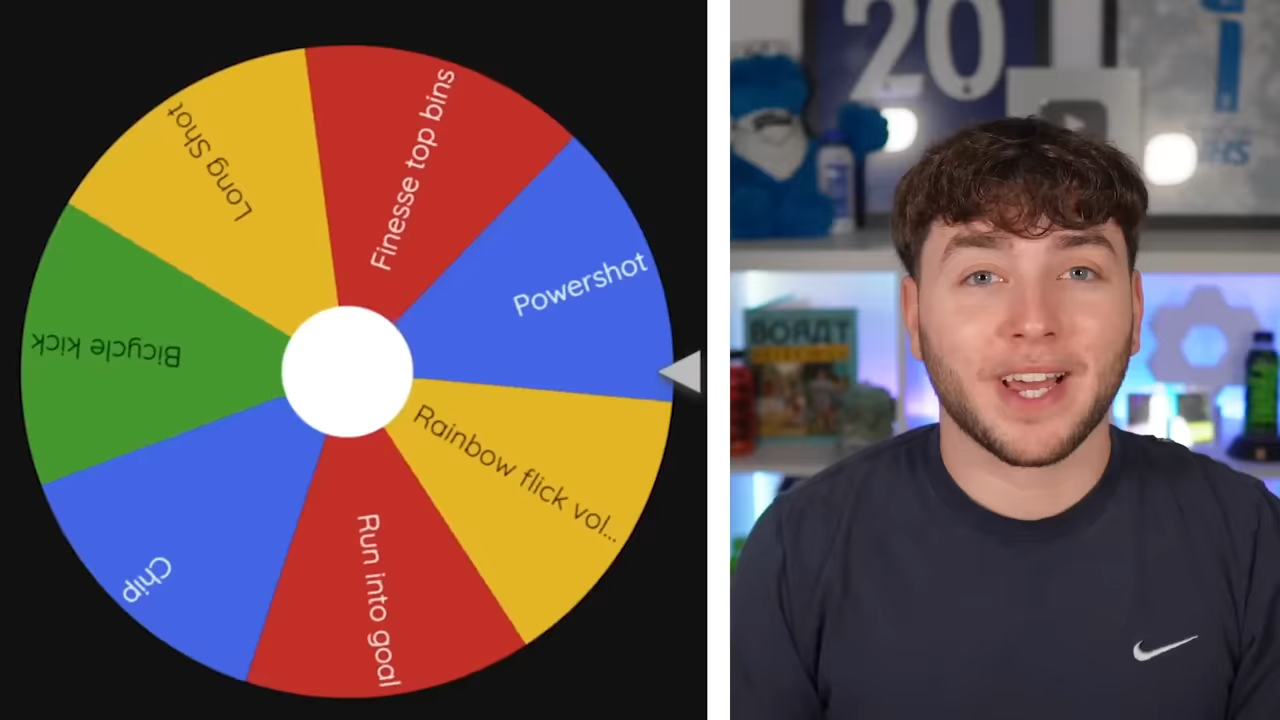 Finesse top bins
Powershot
Rainbow flick vol...
Run into goal
Chip
Bicycle kick
Long Shot
20
BORAT